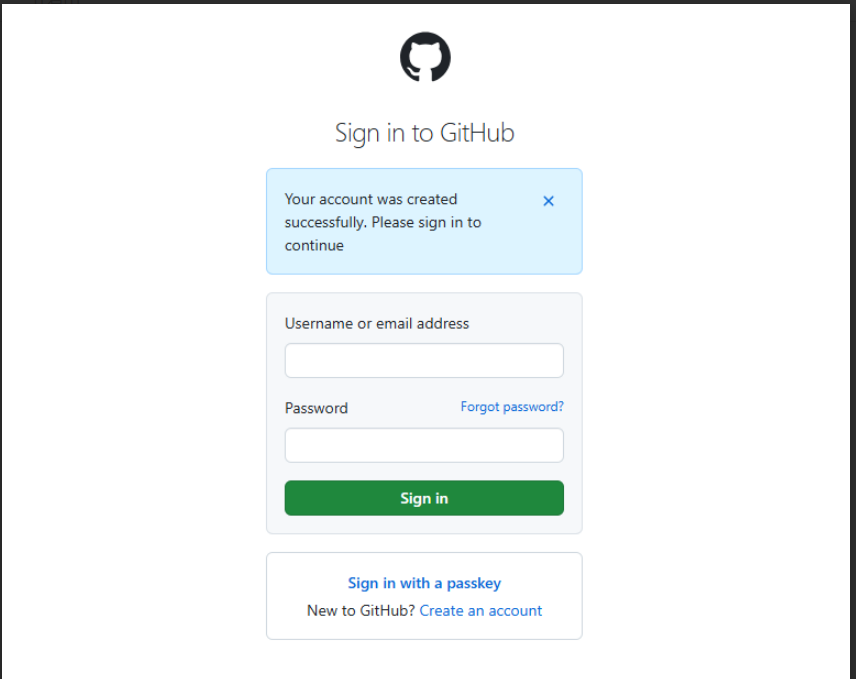 Sign in to GitHub
Your account was created
successfully. Please sign in to
continue
Username or email address
Password Forgot password?
Sign in
Sign in with a passkey
New to GitHub? Create an account